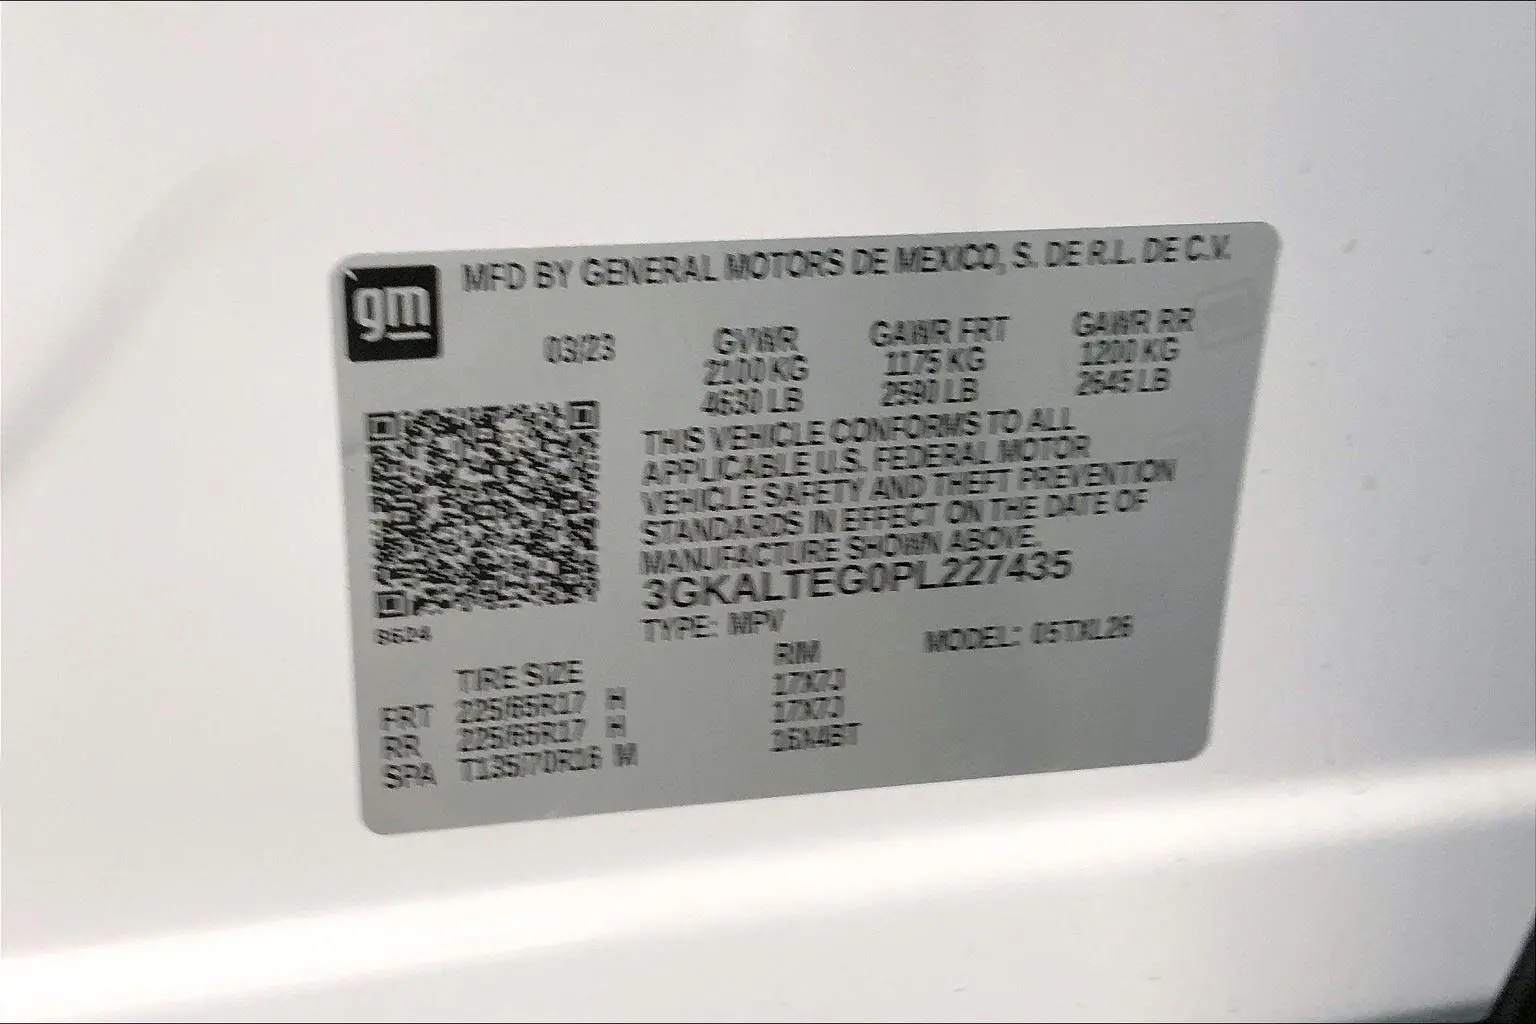 gm
MFD BY GENERAL MOTORS DE MEXICO, S. DE R.L. DE C.V.
03/23 GVWR GAWR FRT GAWR RR
2100 KG 1175 KG 1200 KG
4630 LB 2590 LB 2645 LB
THIS VEHICLE CONFORMS TO ALL
APPLICABLE U.S. FEDERAL MOTOR
VEHICLE SAFETY AND THEFT PREVENTION
STANDARDS IN EFFECT ON THE DATE OF
MANUFACTURE SHOWN ABOVE.
3GKALTEG0PL227435
TYPE: MPV MODEL:
TIRE SIZE RIM
FRT 225/65R17 H 17X7J
RR 225/65R17 H 17X7J
SPA T135/70R16 M 16X4BT